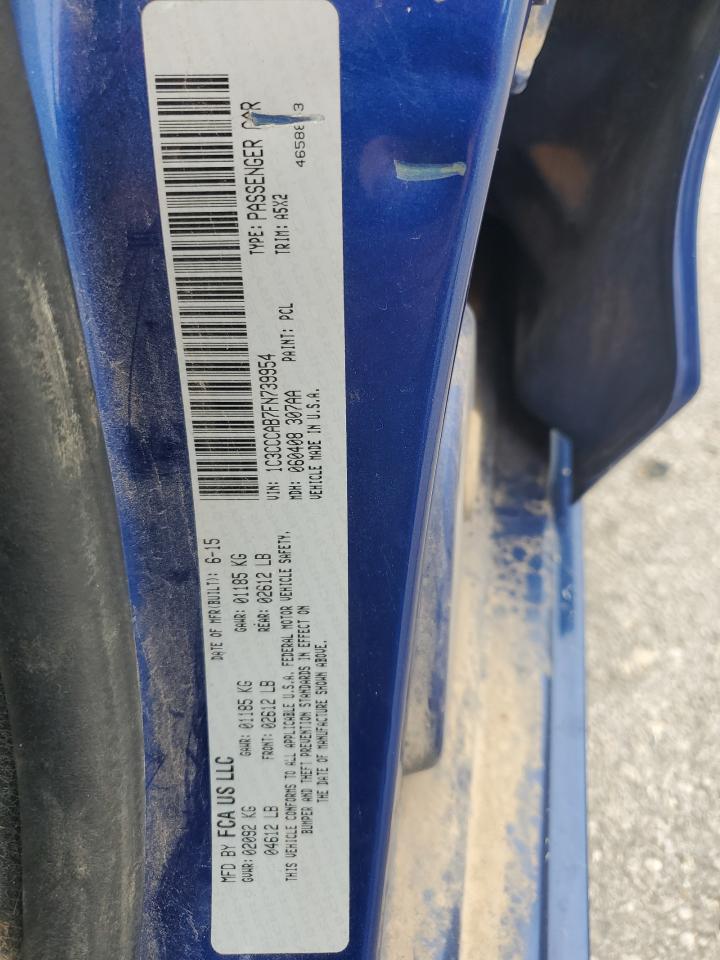 MFD BY FCA US LLC
DATE OF MFR(BUILT): 6-15
GVWR: 02092 KG GAWR: 01185 KG GAWR: 01185 KG
04612 LB FRONT: 02612 LB REAR: 02612 LB
THIS VEHICLE CONFORMS TO ALL APPLICABLE U.S.A. FEDERAL MOTOR VEHICLE SAFETY,
BUMPER AND THEFT PREVENTION STANDARDS IN EFFECT ON
THE DATE OF MANUFACTURE SHOWN ABOVE.
VIN: 1C3CCCAB7FN739954 TYPE: PASSENGER CAR
MDH: 060408 307AA PAINT: PCL TRIM: A5X2
VEHICLE MADE IN U.S.A.